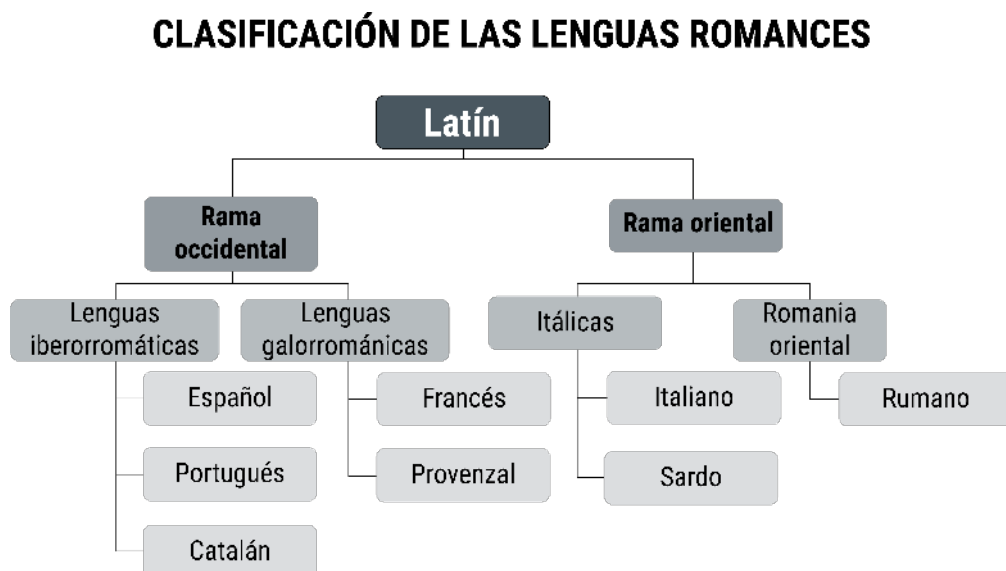 CLASIFICACIÓN DE LAS LENGUAS ROMANCES
Latín
Rama
occidental
Rama oriental
Lenguas
iberorromáticas
Lenguas
galorrománicas
Itálicas
Romania
oriental
Español
Francés
Italiano
Rumano
Portugués
Provenzal
Sardo
Catalán